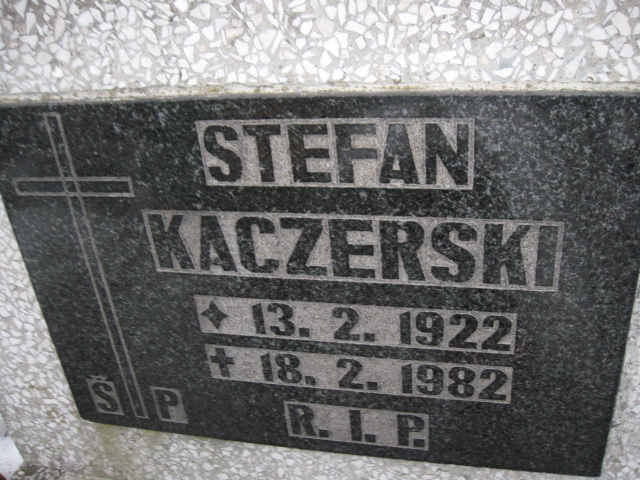 STEFAN
KACZERSKI
✦ 13. 2. 1922
✝ 18. 2. 1982
Ś P
R. I. P.